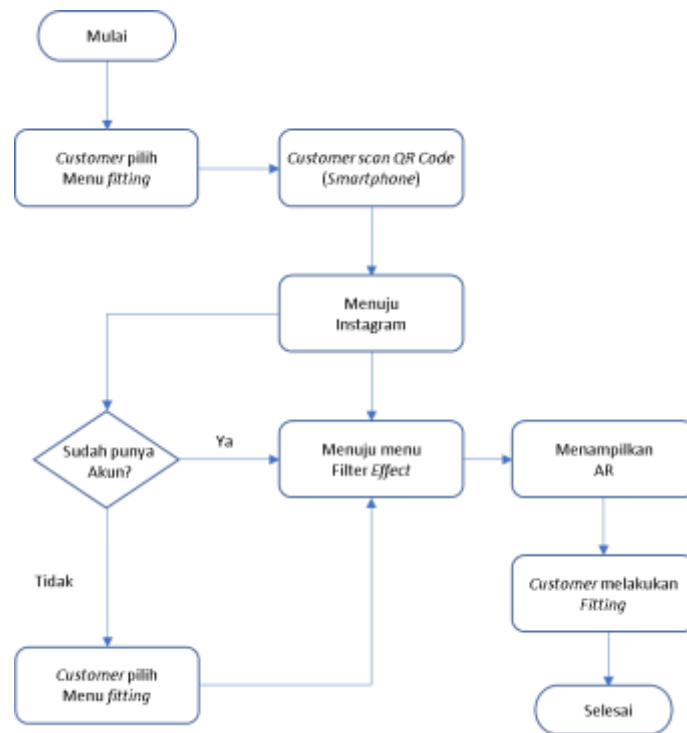 Mulai
Customer pilih
Menu fitting
Customer scan QR Code
(Smartphone)
Menuju
Instagram
Sudah punya
Akun?
Ya
Menuju menu
Filter Effect
Menampilkan
AR
Tidak
Customer melakukan
Fitting
Customer pilih
Menu fitting
Selesai